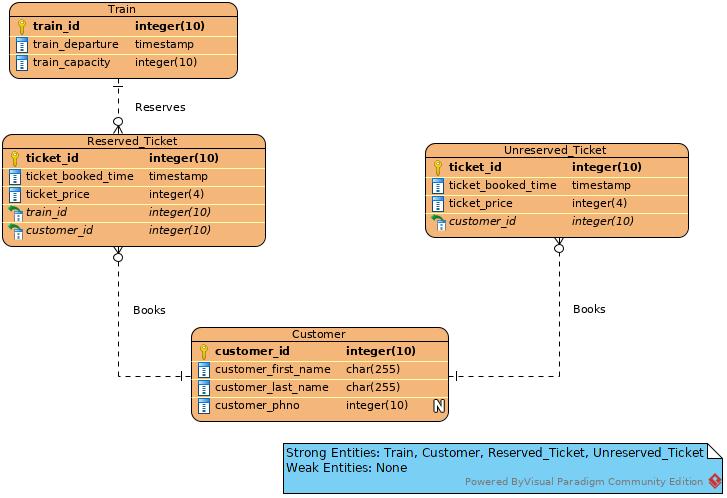 Train
train_id integer(10)
train_departure timestamp
train_capacity integer(10)
Reserves
Reserved_Ticket
ticket_id integer(10)
ticket_booked_time timestamp
ticket_price integer(4)
train_id integer(10)
customer_id integer(10)
Unreserved_Ticket
ticket_id integer(10)
ticket_booked_time timestamp
ticket_price integer(4)
customer_id integer(10)
Books
Books
Customer
customer_id integer(10)
customer_first_name char(255)
customer_last_name char(255)
customer_phno integer(10) N
Strong Entities: Train, Customer, Reserved_Ticket, Unreserved_Ticket
Weak Entities: None
Powered ByVisual Paradigm Community Edition